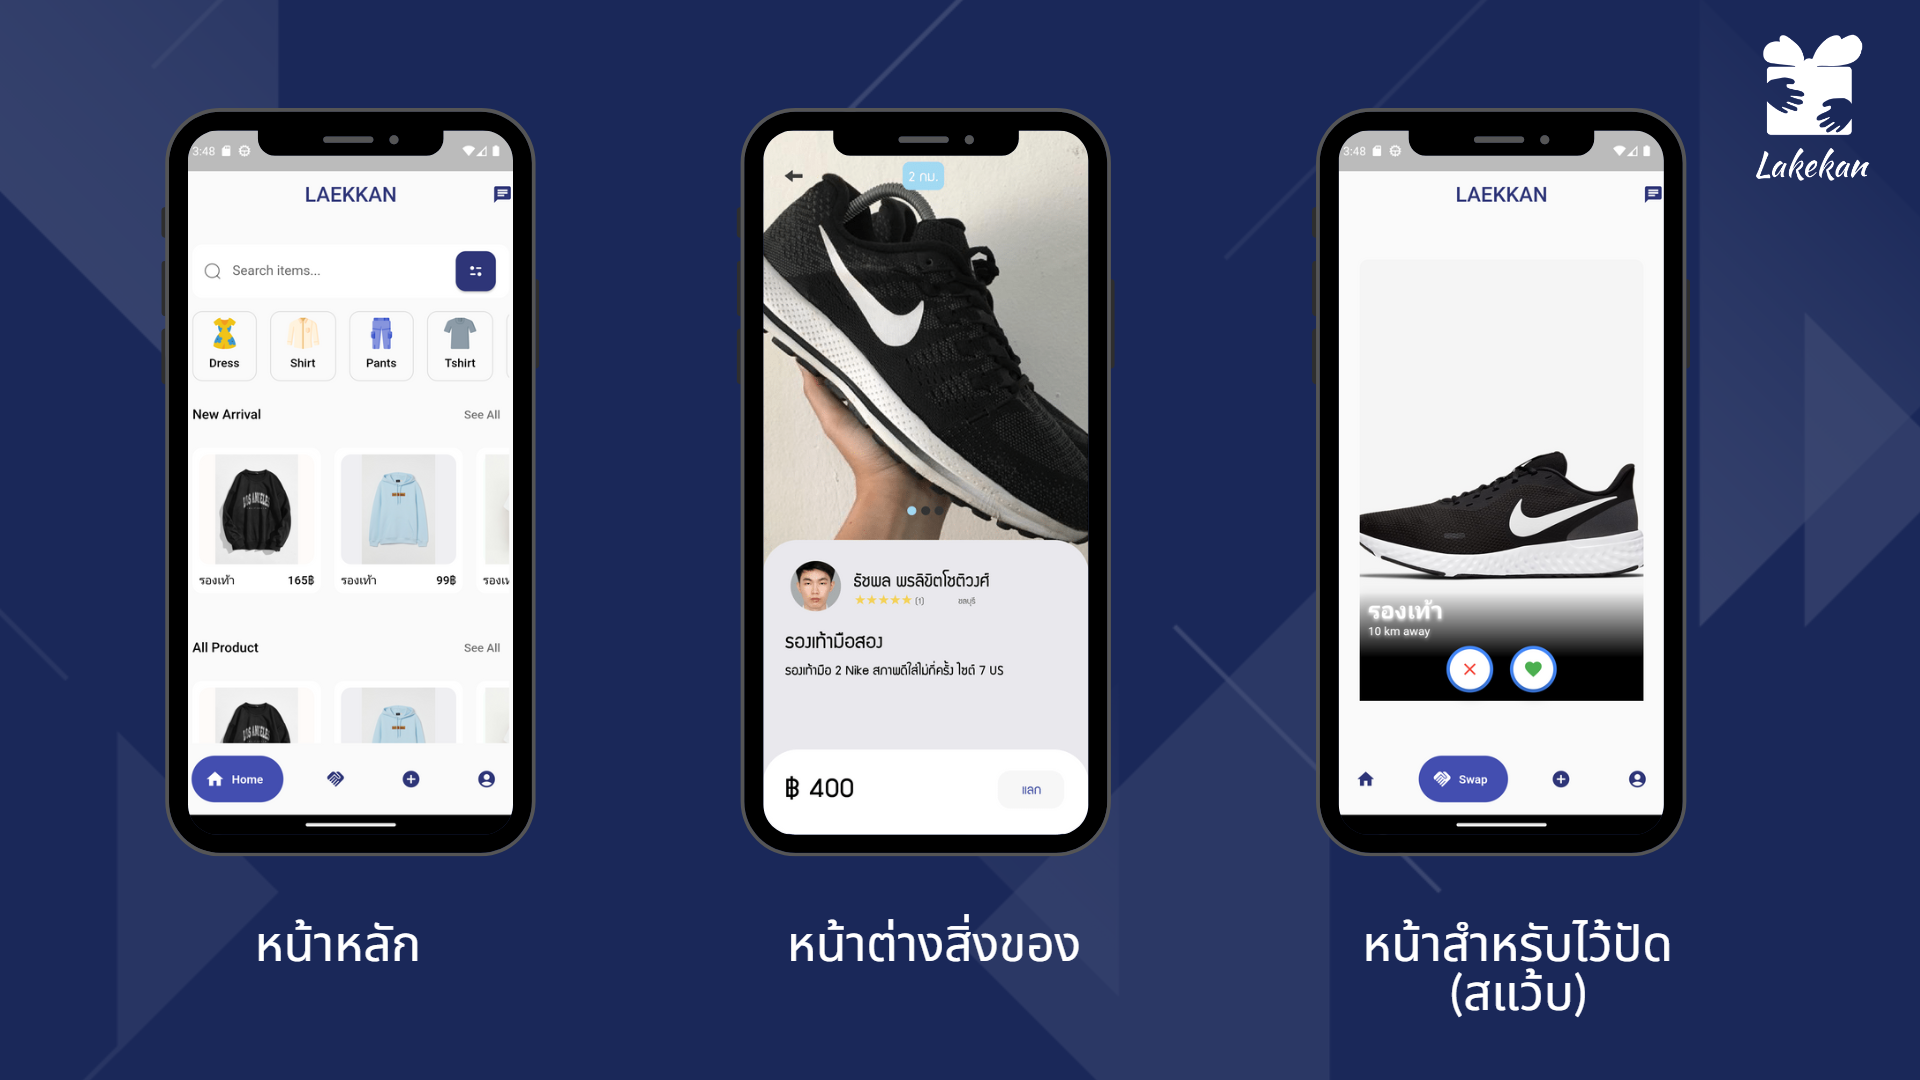 Lakekan
3:48
LAEKKAN
Search items...
Dress
Shirt
Pants
Tshirt
New Arrival
See All
LOS ANGELES
รองเท้า
165฿
รองเท้า
99฿
All Product
See All
Home
หน้าหลัก
2 กม.
ธัชพล พรลิขิตโชติวงศ์
(1)
ชลบุรี
รองเท้ามือสอง
รองเท้ามือ 2 Nike สภาพดีใส่ไม่กี่ครั้ง ไซต์ 7 US
฿ 400
แลก
หน้าต่างสิ่งของ
3:48
LAEKKAN
รองเท้า
10 km away
Swap
หน้าสำหรับไว้ปัด
(สแว้บ)